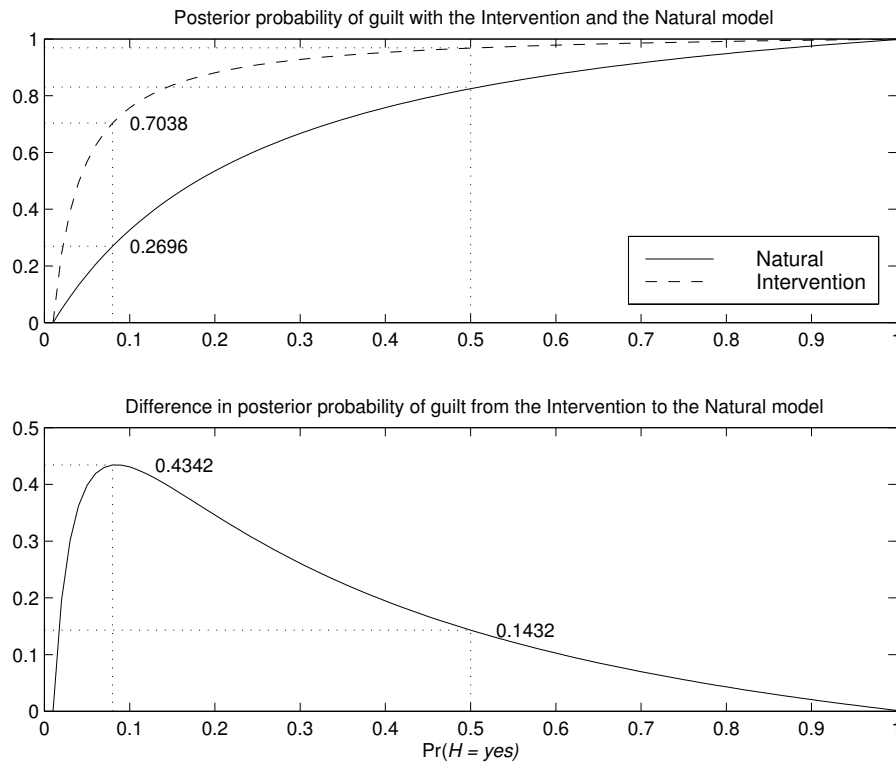 Posterior probability of guilt with the Intervention and the Natural model
1
0.8
0.7038
0.6
0.4
0.2696
Natural
0.2
Intervention
0
0 0.1 0.2 0.3 0.4 0.5 0.6 0.7 0.8 0.9 1
Difference in posterior probability of guilt from the Intervention to the Natural model
0.5
0.4342
0.4
0.3
0.2
0.1432
0.1
0
0 0.1 0.2 0.3 0.4 0.5 0.6 0.7 0.8 0.9 1
Pr(H = yes)